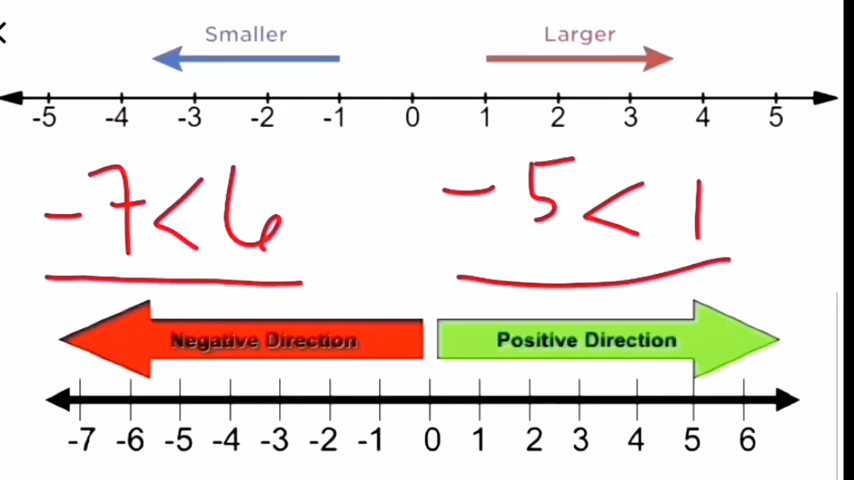 Smaller Larger
-5 -4 -3 -2 -1 0 1 2 3 4 5
-7<6 -5<1
Negative Direction Positive Direction
-7 -6 -5 -4 -3 -2 -1 0 1 2 3 4 5 6